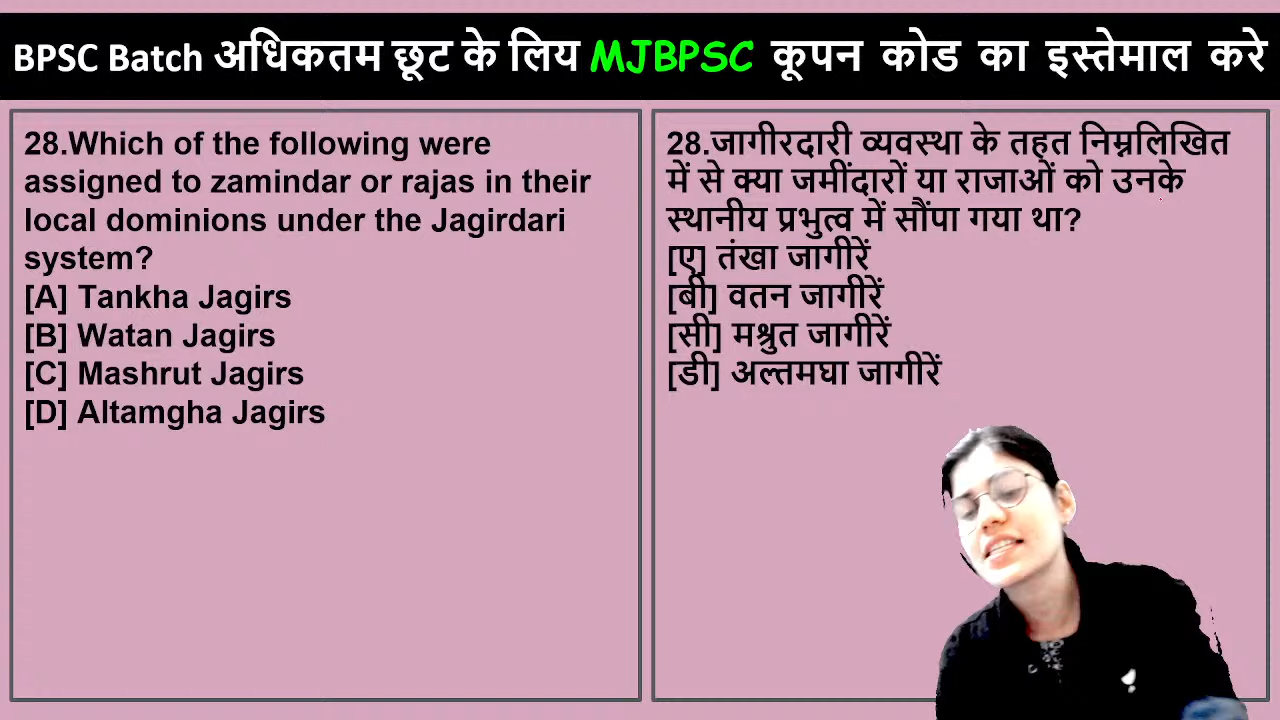 BPSC Batch अधिकतम छूट के लिय MJBPSC कूपन कोड का इस्तेमाल करे
28.Which of the following were
assigned to zamindar or rajas in their
local dominions under the Jagirdari
system?
[A] Tankha Jagirs
[B] Watan Jagirs
[C] Mashrut Jagirs
[D] Altamgha Jagirs
28.जागीरदारी व्यवस्था के तहत निम्नलिखित
में से क्या जमींदारों या राजाओं को उनके
स्थानीय प्रभुत्व में सौंपा गया था?
[ए] तंखा जागीरें
[बी] वतन जागीरें
[सी] मश्रुत जागीरें
[डी] अल्तमघा जागीरें